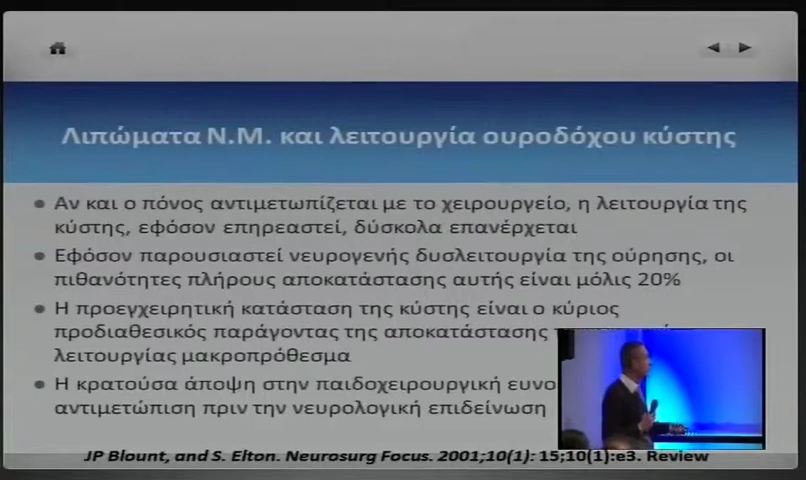 Λιπώματα Ν.Μ. και λειτουργία ουροδόχου κύστης
Αν και ο πόνος αντιμετωπίζεται με το χειρουργείο, η λειτουργία της
κύστης, εφόσον επηρεαστεί, δύσκολα επανέρχεται
Εφόσον παρουσιαστεί νευρογενής δυσλειτουργία της ούρησης, οι
πιθανότητες πλήρους αποκατάστασης αυτής είναι μόλις 20%
Η προεγχειρητική κατάσταση της κύστης είναι ο κύριος
προδιαθεσικός παράγοντας της αποκατάστασης
λειτουργίας μακροπρόθεσμα
Η κρατούσα άποψη στην παιδοχειρουργική
αντιμετώπιση πριν την νευρολογική επιδείνωση
JP Blount, and S. Elton. Neurosurg Focus. 2001;10(1): 15;10(1):e3. Review